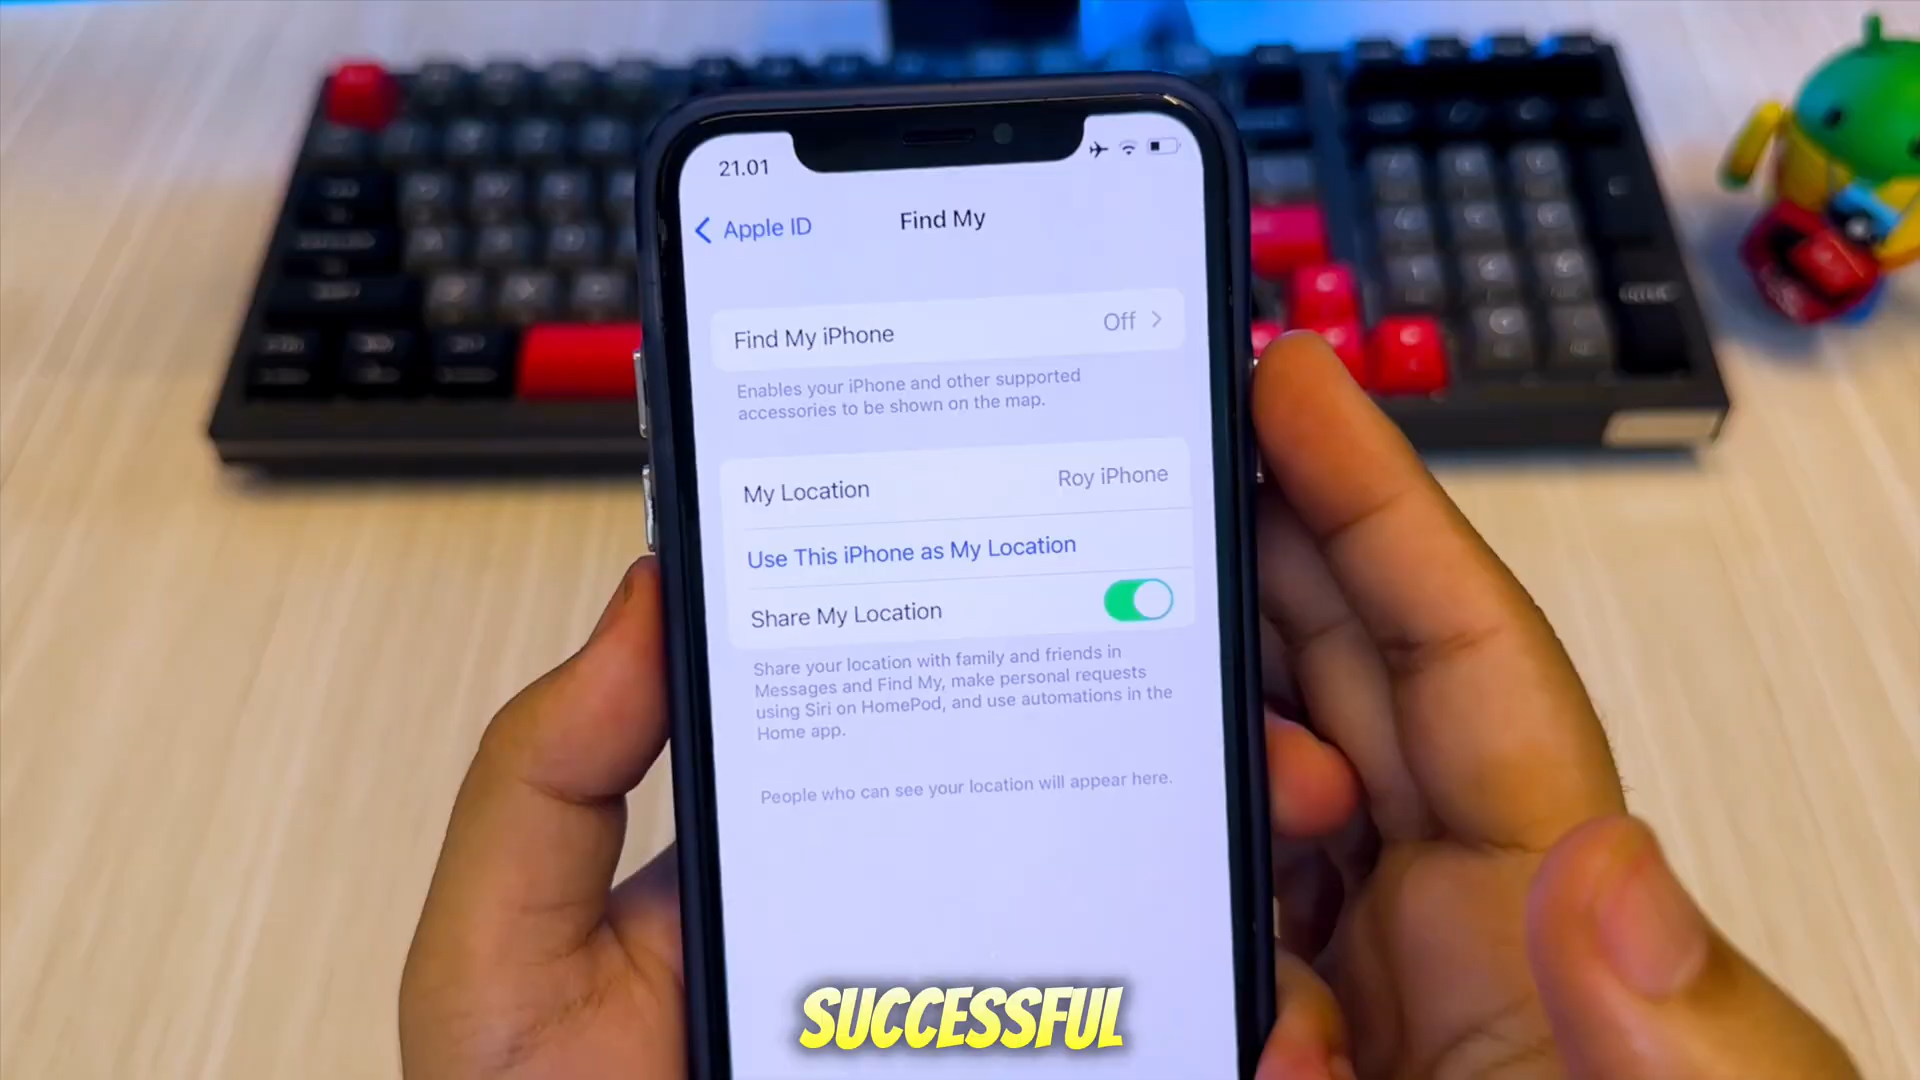 21.01
Apple ID
Find My
Find My iPhone
Off
Enables your iPhone and other supported
accessories to be shown on the map.
My Location
Roy iPhone
Use This iPhone as My Location
Share My Location
Share your location with family and friends in
Messages and Find My, make personal requests
using Siri on HomePod, and use automations in the
Home app.
People who can see your location will appear here.
SUCCESSFUL